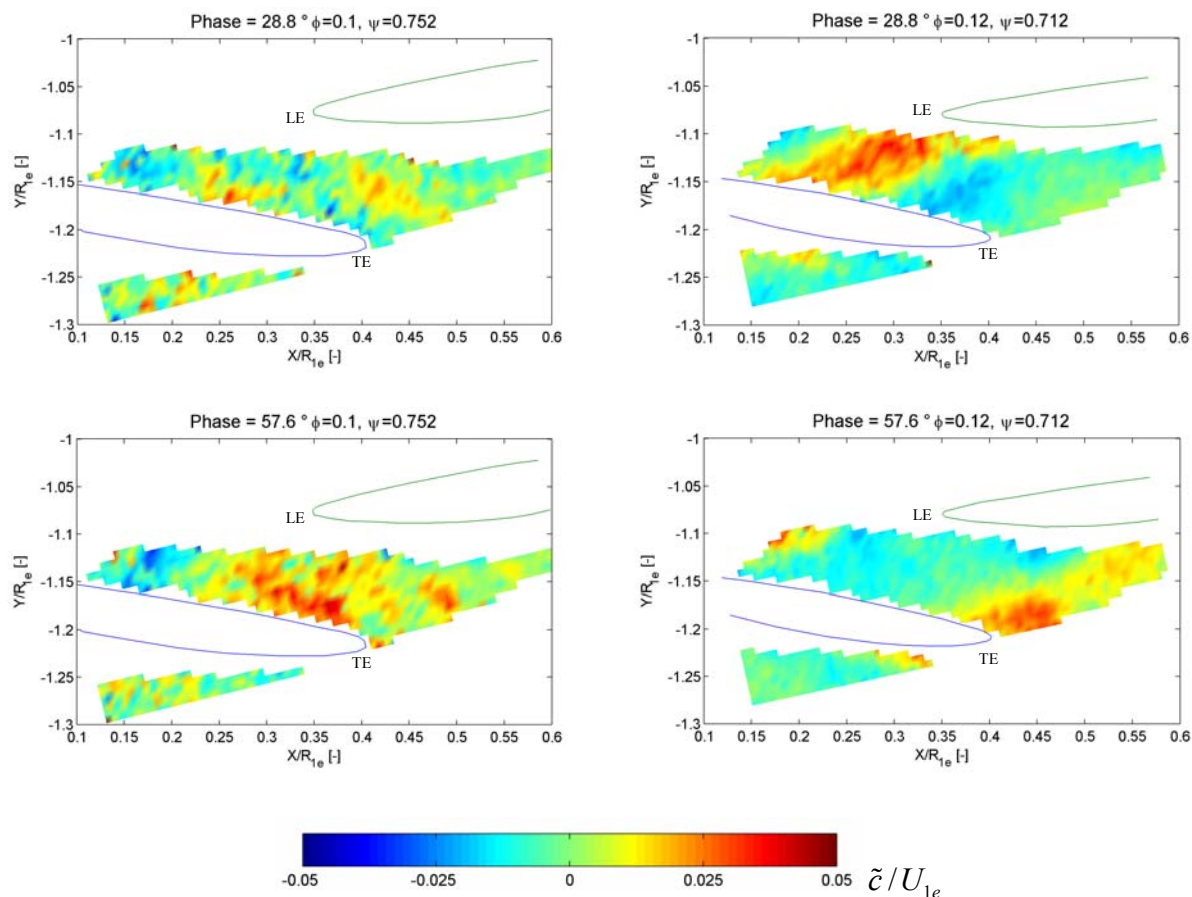 Phase = 28.8 ° ϕ=0.1, ψ=0.752
-1
-1.05
-1.1
-1.15
-1.2
-1.25
-1.3
Y/R1e [-]
LE
TE
0.1 0.15 0.2 0.25 0.3 0.35 0.4 0.45 0.5 0.55 0.6
X/R1e [-]
Phase = 28.8 ° ϕ=0.12, ψ=0.712
-1
-1.05
-1.1
-1.15
-1.2
-1.25
-1.3
Y/R1e [-]
LE
TE
0.1 0.15 0.2 0.25 0.3 0.35 0.4 0.45 0.5 0.55 0.6
X/R1e [-]
Phase = 57.6 ° ϕ=0.1, ψ=0.752
-1
-1.05
-1.1
-1.15
-1.2
-1.25
-1.3
Y/R1e [-]
LE
TE
0.1 0.15 0.2 0.25 0.3 0.35 0.4 0.45 0.5 0.55 0.6
X/R1e [-]
Phase = 57.6 ° ϕ=0.12, ψ=0.712
-1
-1.05
-1.1
-1.15
-1.2
-1.25
-1.3
Y/R1e [-]
LE
TE
0.1 0.15 0.2 0.25 0.3 0.35 0.4 0.45 0.5 0.55 0.6
X/R1e [-]
-0.05 -0.025 0 0.025 0.05
c̃/U1e